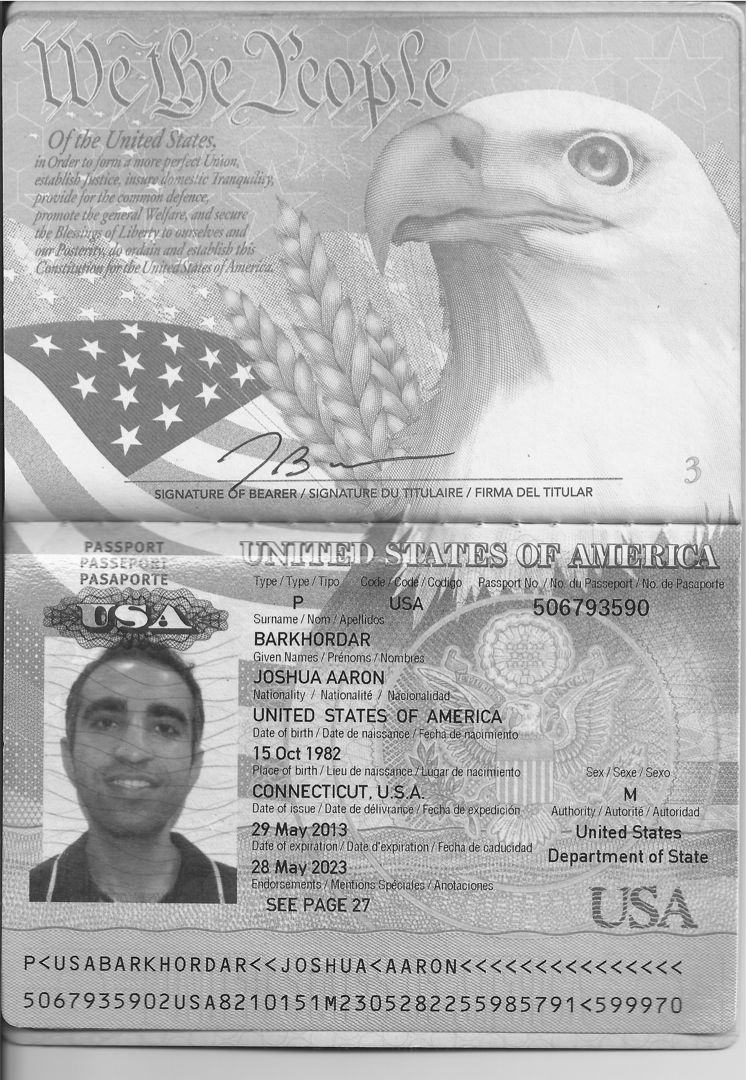 We the People
Of the United States,
in Order to form a more perfect Union,
establish Justice, insure domestic Tranquility,
provide for the common defence,
promote the general Welfare, and secure
the Blessings of Liberty to ourselves and
our Posterity, do ordain and establish this
Constitution for the United States of America.
3
SIGNATURE OF BEARER / SIGNATURE DU TITULAIRE / FIRMA DEL TITULAR
PASSPORT
PASSEPORT
PASAPORTE
USA
UNITED STATES OF AMERICA
Type / Type / Tipo Code / Code / Codigo Passport No. / No. du Passeport / No. de Pasaporte
P USA 506793590
Surname / Nom / Apellidos
BARKHORDAR
Given Names / Prénoms / Nombres
JOSHUA AARON
Nationality / Nationalité / Nacionalidad
UNITED STATES OF AMERICA
Date of birth / Date de naissance / Fecha de nacimiento
15 Oct 1982
Place of birth / Lieu de naissance / Lugar de nacimiento Sex / Sexe / Sexo
CONNECTICUT, U.S.A. M
Date of issue / Date de délivrance / Fecha de expedición Authority / Autorité / Autoridad
29 May 2013 United States
Date of expiration / Date d'expiration / Fecha de caducidad Department of State
28 May 2023
Endorsements / Mentions Spéciales / Anotaciones
SEE PAGE 27
USA
P<USABARKHORDAR<<JOSHUA<AARON<<<<<<<<<<<<<<<
5067935902USA8210151M2305282255985791<599970